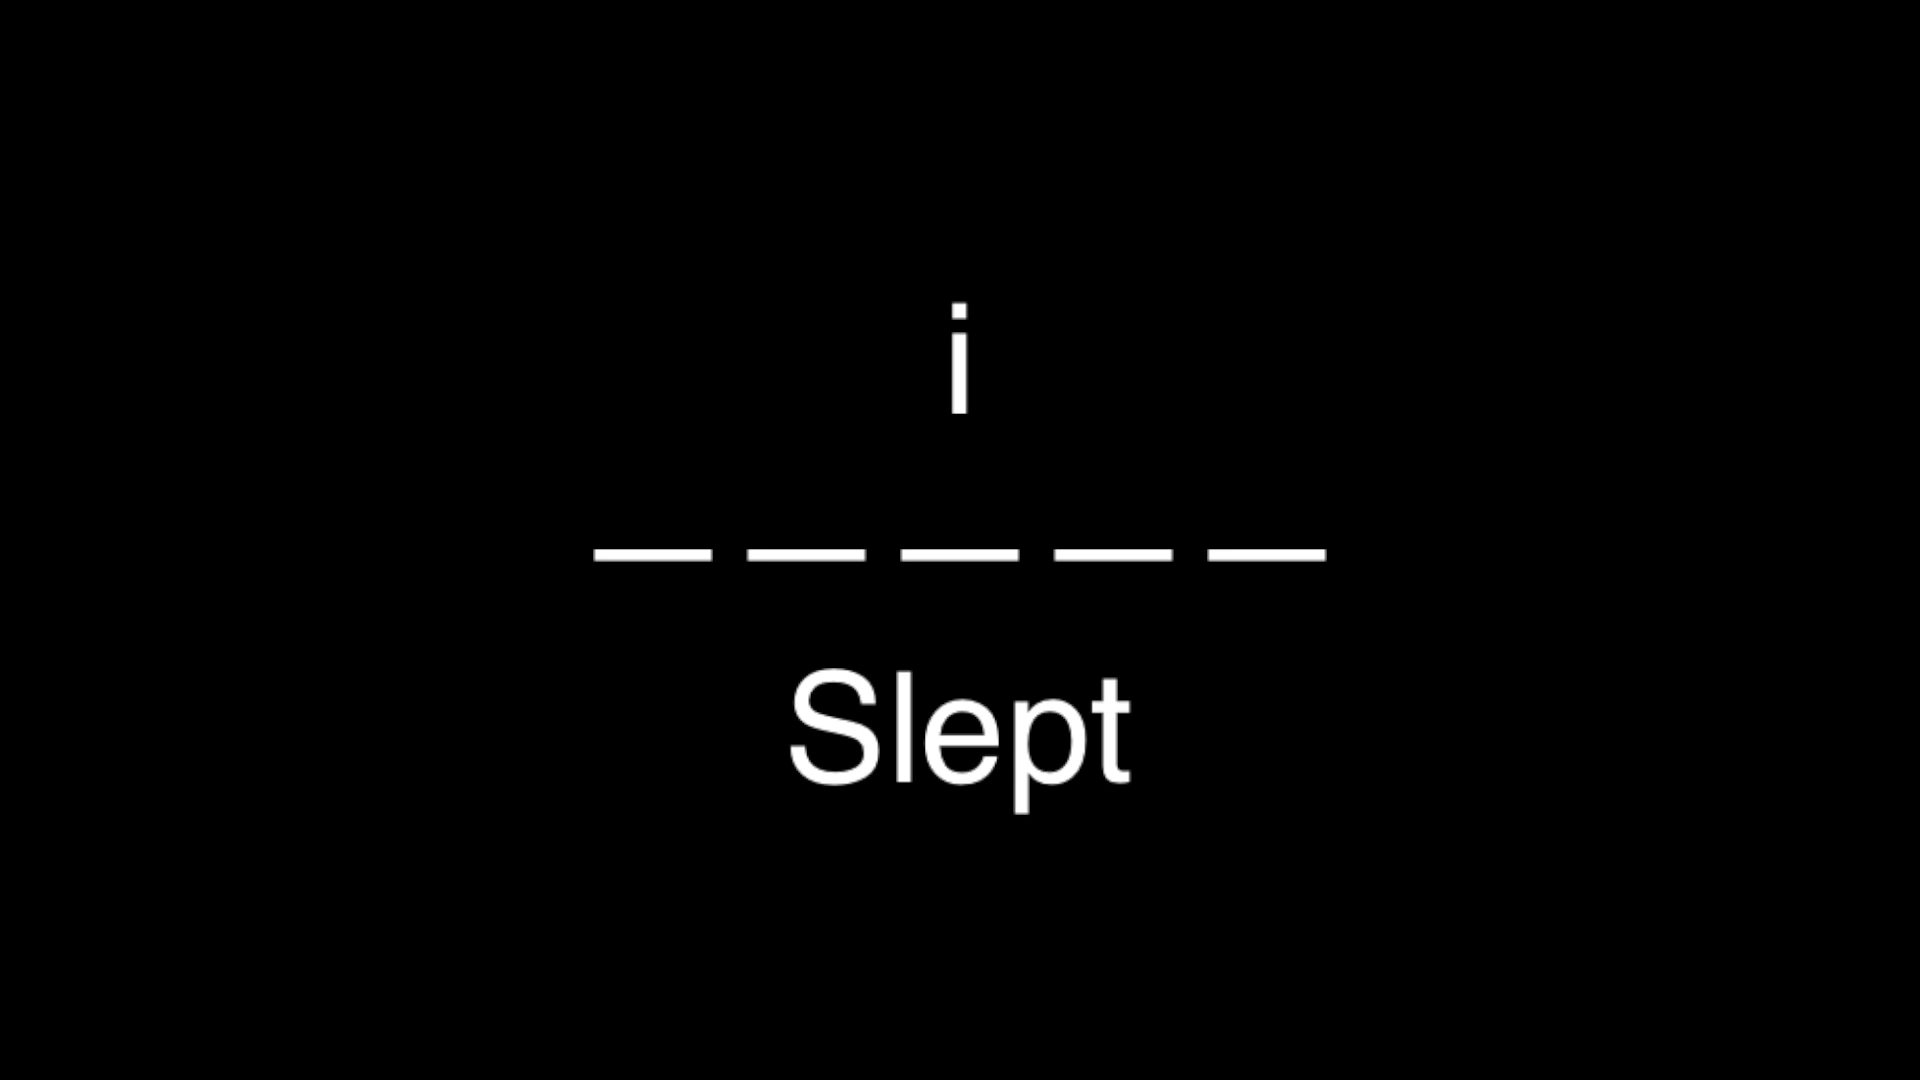 i
_ _ _ _ _
Slept